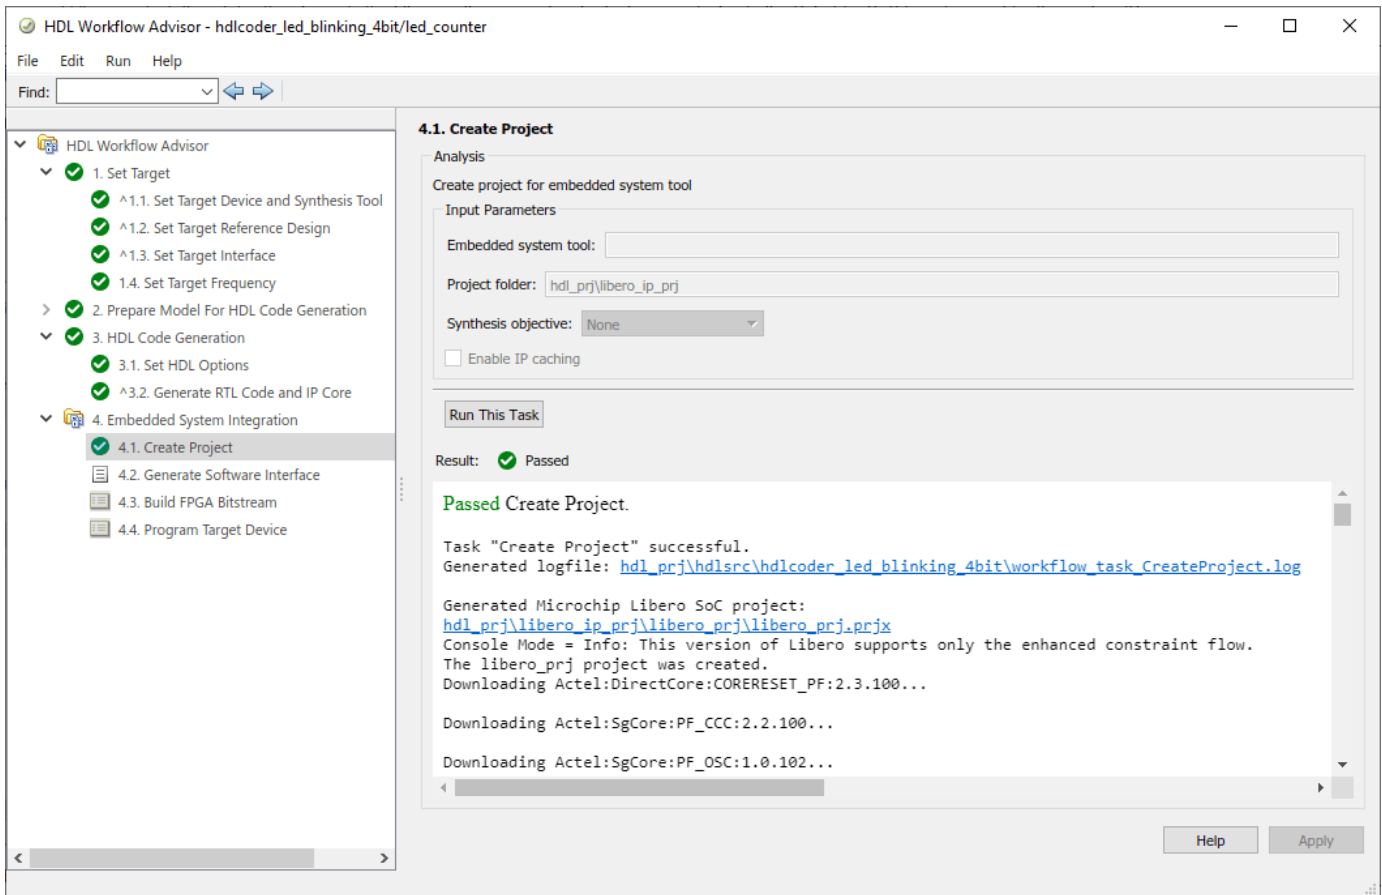 HDL Workflow Advisor - hdlcoder_led_blinking_4bit/led_counter
File Edit Run Help
Find:
HDL Workflow Advisor
1. Set Target
^1.1. Set Target Device and Synthesis Tool
^1.2. Set Target Reference Design
^1.3. Set Target Interface
1.4. Set Target Frequency
2. Prepare Model For HDL Code Generation
3. HDL Code Generation
3.1. Set HDL Options
^3.2. Generate RTL Code and IP Core
4. Embedded System Integration
4.1. Create Project
4.2. Generate Software Interface
4.3. Build FPGA Bitstream
4.4. Program Target Device
4.1. Create Project
Analysis
Create project for embedded system tool
Input Parameters
Embedded system tool:
Project folder: hdl_prj\libero_ip_prj
Synthesis objective: None
Enable IP caching
Run This Task
Result: Passed
Passed Create Project.
Task "Create Project" successful.
Generated logfile: hdl_prj\hdlsrc\hdlcoder_led_blinking_4bit\workflow_task_CreateProject.log
Generated Microchip Libero SoC project:
hdl_prj\libero_ip_prj\libero_prj\libero_prj.prjx
Console Mode = Info: This version of Libero supports only the enhanced constraint flow.
The libero_prj project was created.
Downloading Actel:DirectCore:CORERESET_PF:2.3.100...
Downloading Actel:SgCore:PF_CCC:2.2.100...
Downloading Actel:SgCore:PF_OSC:1.0.102...
Help Apply